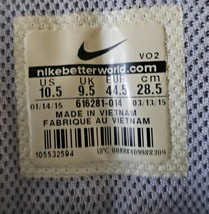 VO2
nikebetterworld.com
US UK EUR cm
10.5 9.5 44.5 28.5
01/14/15 616281-014 03/13/15
MADE IN VIETNAM
FABRIQUE AU VIETNAM
UPC